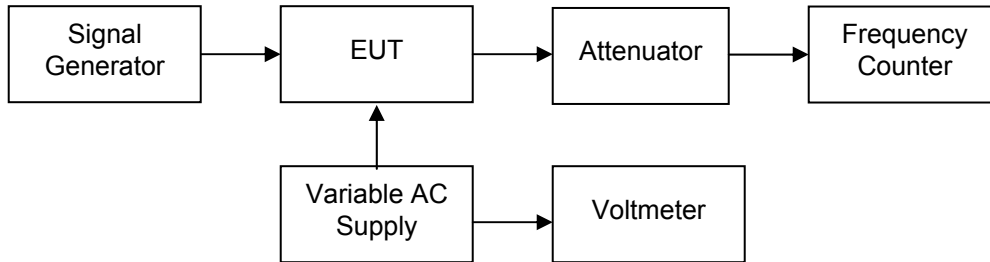 Signal
Generator
EUT
Attenuator
Frequency
Counter
Variable AC
Supply
Voltmeter